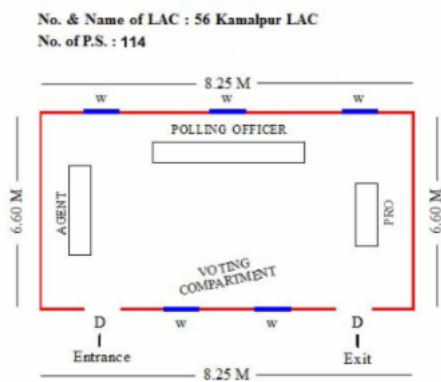 No. & Name of LAC : 56 Kamalpur LAC
No. of P.S. : 114
8.25 M
W W W
POLLING OFFICER
6.60 M
AGENT
PRO
6.60 M
VOTING
COMPARTMENT
D W W D
Entrance Exit
8.25 M